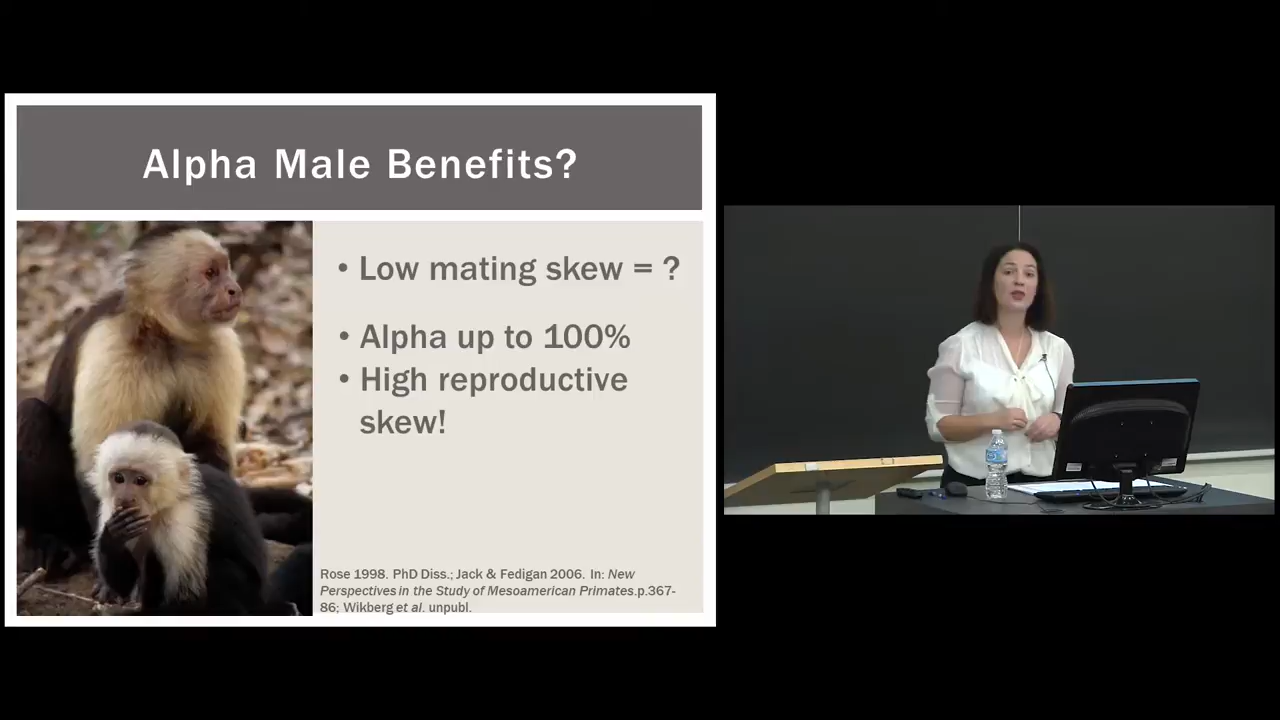 Alpha Male Benefits?
• Low mating skew = ?
• Alpha up to 100%
• High reproductive
skew!
Rose 1998. PhD Diss.; Jack & Fedigan 2006. In: New
Perspectives in the Study of Mesoamerican Primates.p.367-
86; Wikberg et al. unpubl.